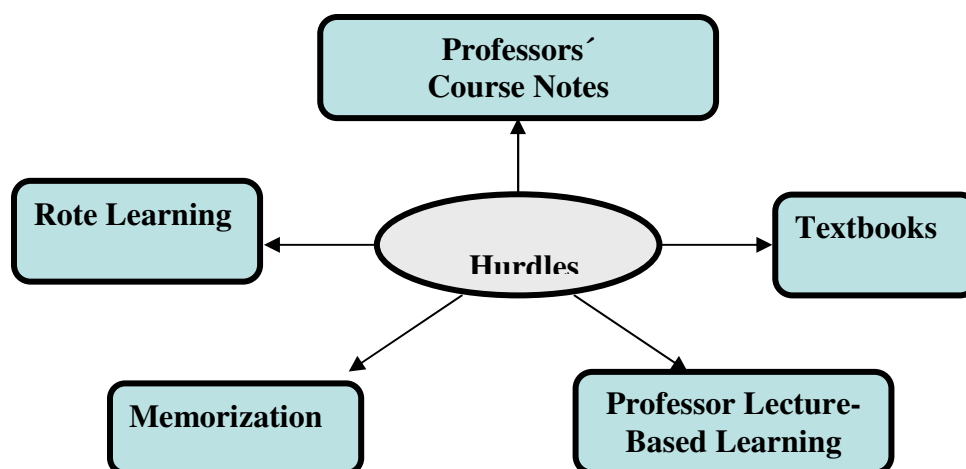 Professors´
Course Notes
Rote Learning
Textbooks
Hurdles
Memorization
Professor Lecture-
Based Learning